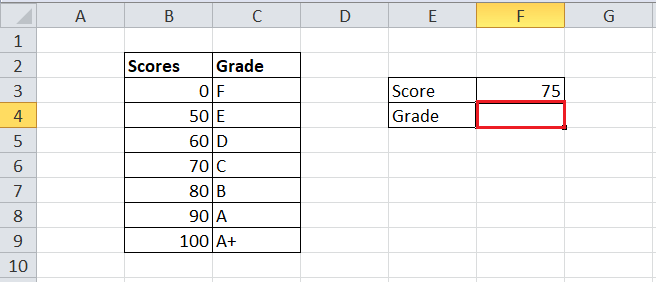 A B C D E F G
1
2 Scores Grade
3 0 F Score 75
4 50 E Grade
5 60 D
6 70 C
7 80 B
8 90 A
9 100 A+
10